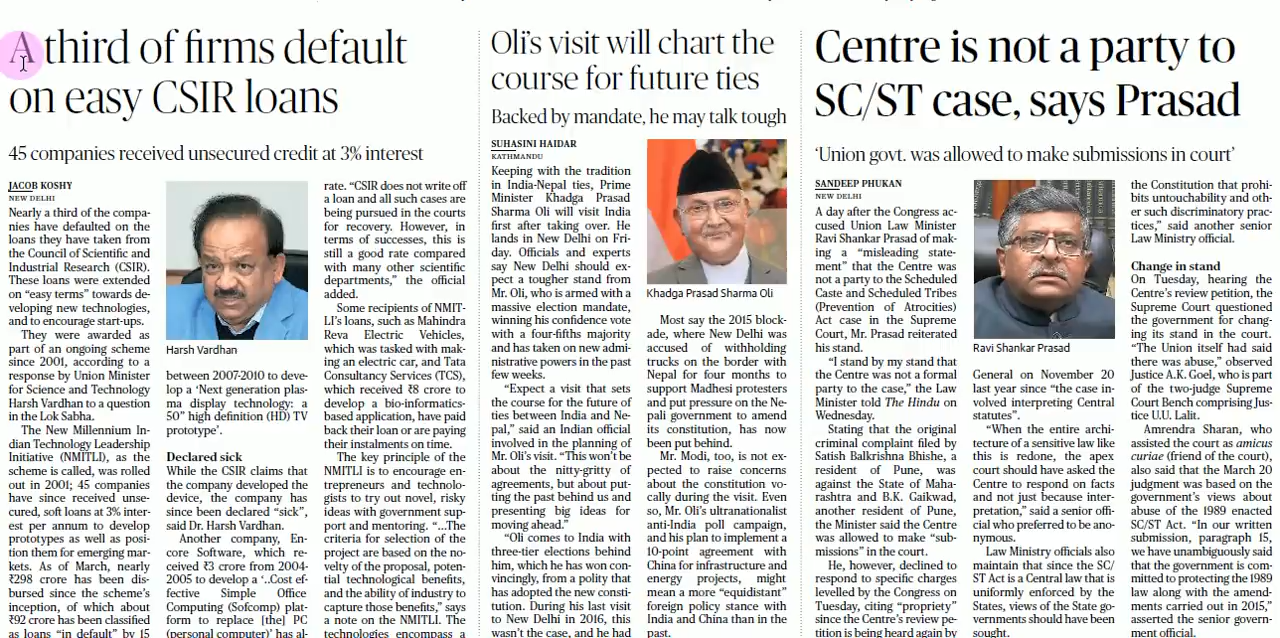 A third of firms default
on easy CSIR loans
45 companies received unsecured credit at 3% interest
JACOB KOSHY
NEW DELHI
Nearly a third of the compa-
nies have defaulted on the
loans they have taken from
the Council of Scientific and
Industrial Research (CSIR).
These loans were extended
on “easy terms” towards de-
veloping new technologies,
and to encourage start-ups.
They were awarded as
part of an ongoing scheme
since 2001, according to a
response by Union Minister
for Science and Technology
Harsh Vardhan to a question
in the Lok Sabha.
The New Millennium In-
dian Technology Leadership
Initiative (NMITLI), as the
scheme is called, was rolled
out in 2001; 45 companies
have since received unse-
cured, soft loans at 3% inter-
est per annum to develop
prototypes as well as posi-
tion them for emerging mar-
kets. As of March, nearly
₹298 crore has been dis-
bursed since the scheme's
inception, of which about
₹92 crore has been classified
as loans “in default” by 15
Harsh Vardhan
between 2007-2010 to deve-
lop a ‘Next generation plas-
ma display technology: a
50” high definition (HD) TV
prototype’.
Declared sick
While the CSIR claims that
the company developed the
device, the company has
since been declared “sick”,
said Dr. Harsh Vardhan.
Another company, En-
core Software, which re-
ceived ₹3 crore from 2004-
2005 to develop a ‘..Cost ef-
fective Simple Office
Computing (Sofcomp) plat-
form to replace [the] PC
(personal computer)’ has al-
rate. “CSIR does not write off
a loan and all such cases are
being pursued in the courts
for recovery. However, in
terms of successes, this is
still a good rate compared
with many other scientific
departments,” the official
added.
Some recipients of NMIT-
LI's loans, such as Mahindra
Reva Electric Vehicles,
which was tasked with mak-
ing an electric car, and Tata
Consultancy Services (TCS),
which received ₹8 crore to
develop a bio-informatics-
based application, have paid
back their loan or are paying
their instalments on time.
The key principle of the
NMITLI is to encourage en-
trepreneurs and technolo-
gists to try out novel, risky
ideas with government sup-
port and mentoring. “...The
criteria for selection of the
project are based on the no-
velty of the proposal, poten-
tial technological benefits,
and the ability of industry to
capture those benefits,” says
a note on the NMITLI. The
technologies encompass a
Oli's visit will chart the
course for future ties
Backed by mandate, he may talk tough
SUHASINI HAIDAR
KATHMANDU
Keeping with the tradition
in India-Nepal ties, Prime
Minister Khadga Prasad
Sharma Oli will visit India
first after taking over. He
lands in New Delhi on Fri-
day. Officials and experts
say New Delhi should ex-
pect a tougher stand from
Mr. Oli, who is armed with a
massive election mandate,
winning his confidence vote
with a four-fifths majority
and has taken on new admi-
nistrative powers in the past
few weeks.
“Expect a visit that sets
the course for the future of
ties between India and Ne-
pal,” said an Indian official
involved in the planning of
Mr. Oli's visit. “This won't be
about the nitty-gritty of
agreements, but about put-
ting the past behind us and
presenting big ideas for
moving ahead.”
“Oli comes to India with
three-tier elections behind
him, which he has won con-
vincingly, from a polity that
has adopted the new consti-
tution. During his last visit
to New Delhi in 2016, this
wasn't the case, and he had
Khadga Prasad Sharma Oli
Most say the 2015 block-
ade, where New Delhi was
accused of withholding
trucks on the border with
Nepal for four months to
support Madhesi protesters
and put pressure on the Ne-
pali government to amend
its constitution, has now
been put behind.
Mr. Modi, too, is not ex-
pected to raise concerns
about the constitution vo-
cally during the visit. Even
so, Mr. Oli's ultranationalist
anti-India poll campaign,
and his plan to implement a
10-point agreement with
China for infrastructure and
energy projects, might
mean a more “equidistant”
foreign policy stance with
India and China than in the
past.
Centre is not a party to
SC/ST case, says Prasad
‘Union govt. was allowed to make submissions in court’
SANDEEP PHUKAN
NEW DELHI
A day after the Congress ac-
cused Union Law Minister
Ravi Shankar Prasad of mak-
ing a “misleading state-
ment” that the Centre was
not a party to the Scheduled
Caste and Scheduled Tribes
(Prevention of Atrocities)
Act case in the Supreme
Court, Mr. Prasad reiterated
his stand.
“I stand by my stand that
the Centre was not a formal
party to the case,” the Law
Minister told The Hindu on
Wednesday.
Stating that the original
criminal complaint filed by
Satish Balkrishna Bhishe, a
resident of Pune, was
against the State of Maha-
rashtra and B.K. Gaikwad,
another resident of Pune,
the Minister said the Centre
was allowed to make “sub-
missions” in the court.
He, however, declined to
respond to specific charges
levelled by the Congress on
Tuesday, citing “propriety”
since the Centre's Review pe-
tition is being heard again by
Ravi Shankar Prasad
General on November 20
last year since “the case in-
volved interpreting Central
statutes”.
“When the entire archi-
tecture of a sensitive law like
this is redone, the apex
court should have asked the
Centre to respond on facts
and not just because inter-
pretation,” said a senior offi-
cial who preferred to be ano-
nymous.
Law Ministry officials also
maintain that since the SC/
ST Act is a Central law that is
uniformly enforced by the
States, views of the State go-
vernments should have been
sought.
the Constitution that prohi-
bits untouchability and oth-
er such discriminatory prac-
tices,” said another senior
Law Ministry official.
Change in stand
On Tuesday, hearing the
Centre's review petition, the
Supreme Court questioned
the government for chang-
ing its stand in the court.
“The Union itself had said
there was abuse,” observed
Justice A.K. Goel, who is part
of the two-judge Supreme
Court Bench comprising Jus-
tice U.U. Lalit.
Amrendra Sharan, who
assisted the court as amicus
curiae (friend of the court),
also said that the March 20
judgment was based on the
government's views about
abuse of the 1989 enacted
SC/ST Act. “In our written
submission, paragraph 15,
we have unambiguously said
that the government is com-
mitted to protecting the 1989
law along with the amend-
ments carried out in 2015,”
asserted the senior govern-
ment official.